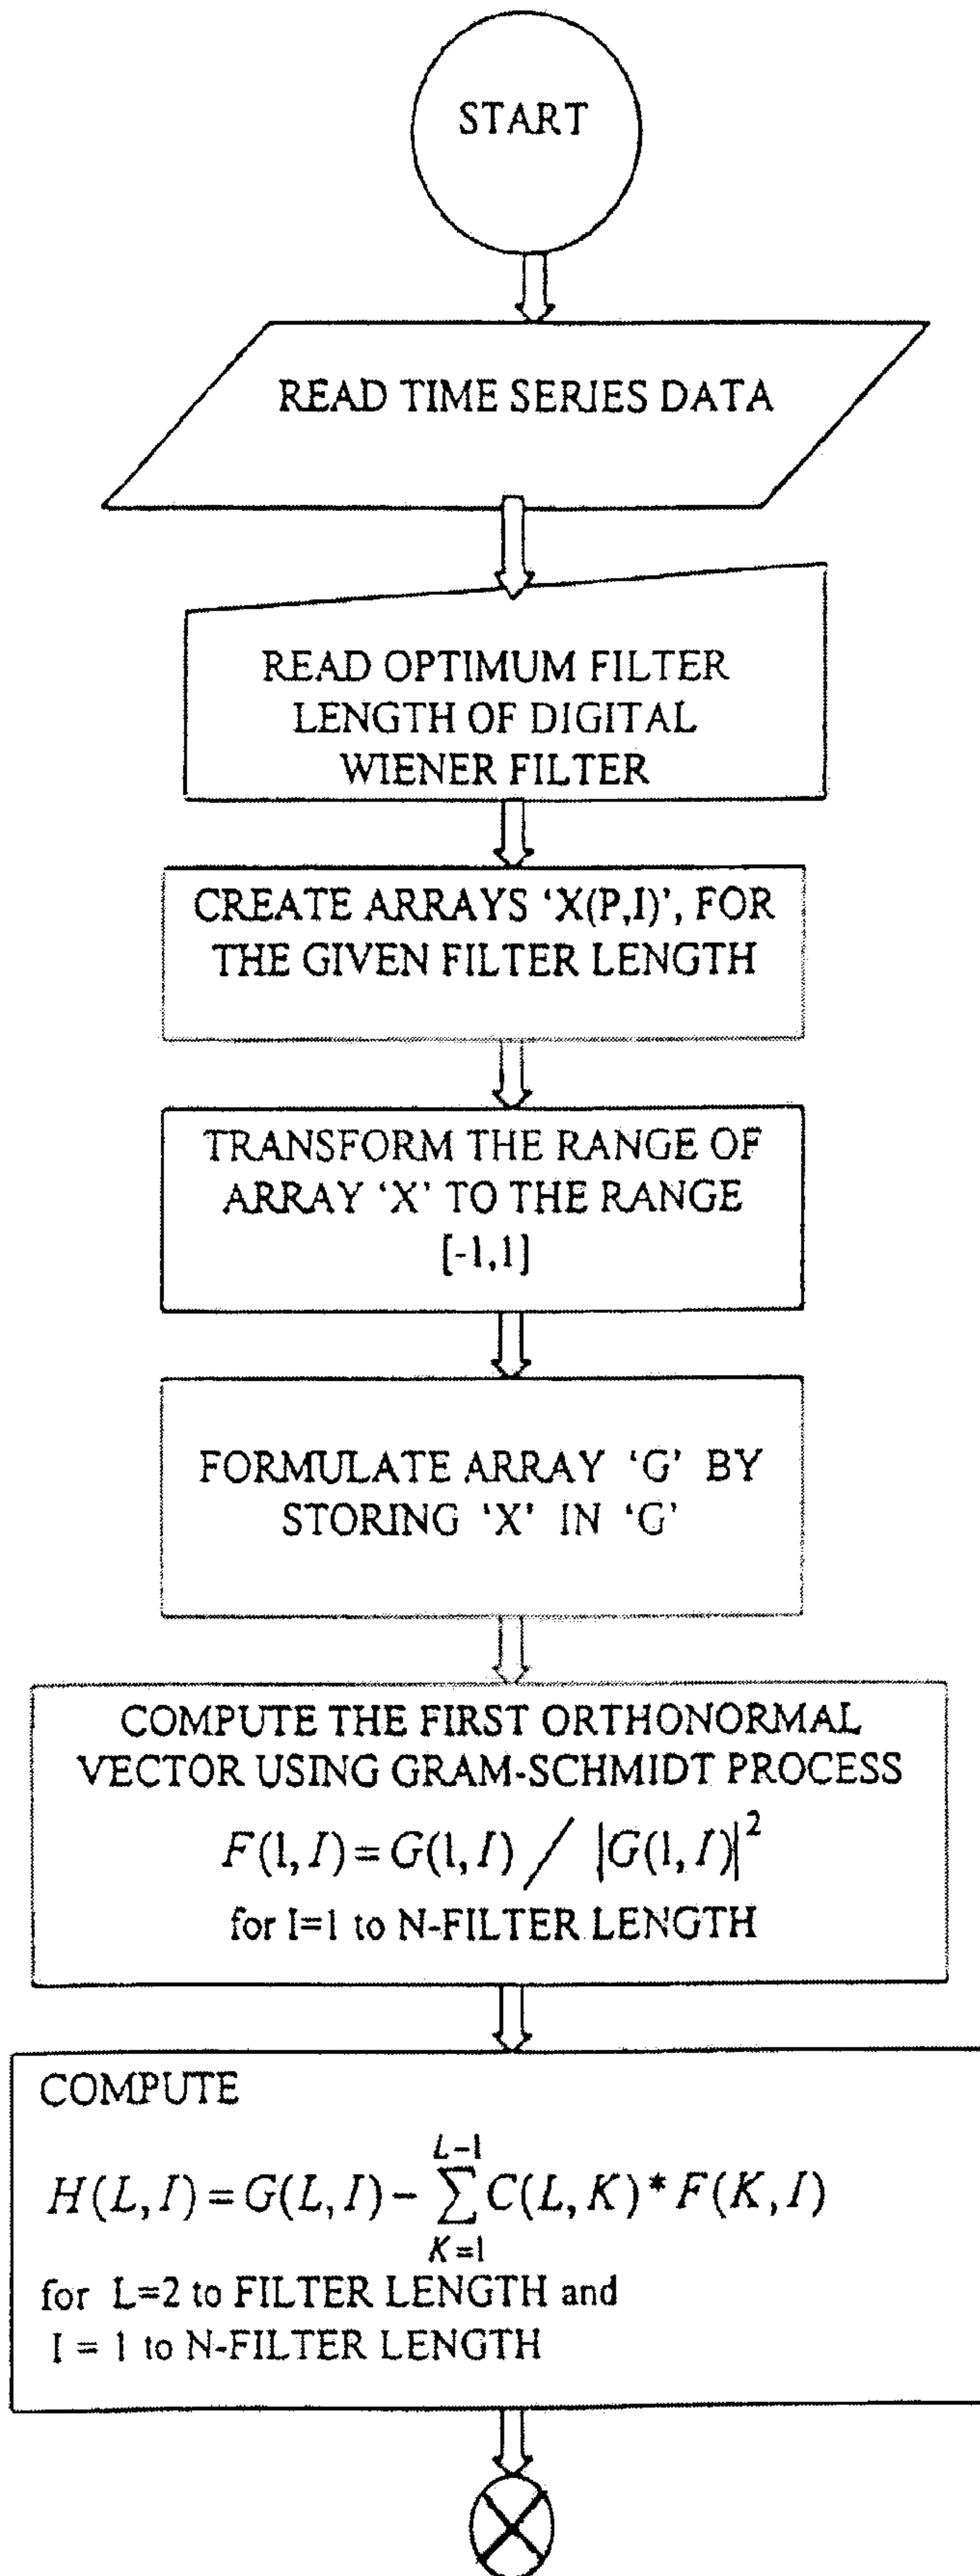 START
READ TIME SERIES DATA
READ OPTIMUM FILTER
LENGTH OF DIGITAL
WIENER FILTER
CREATE ARRAYS ‘X(P,I)’, FOR
THE GIVEN FILTER LENGTH
TRANSFORM THE RANGE OF
ARRAY ‘X’ TO THE RANGE
[-1,1]
FORMULATE ARRAY ‘G’ BY
STORING ‘X’ IN ‘G’
COMPUTE THE FIRST ORTHONORMAL
VECTOR USING GRAM-SCHMIDT PROCESS
F(1,I)=G(1,I) / |G(1,I)|²
for I=1 to N-FILTER LENGTH
COMPUTE
H(L,I)=G(L,I)-∑_{K=1}^{L-1}C(L,K)*F(K,I)
for L=2 to FILTER LENGTH and
I = 1 to N-FILTER LENGTH